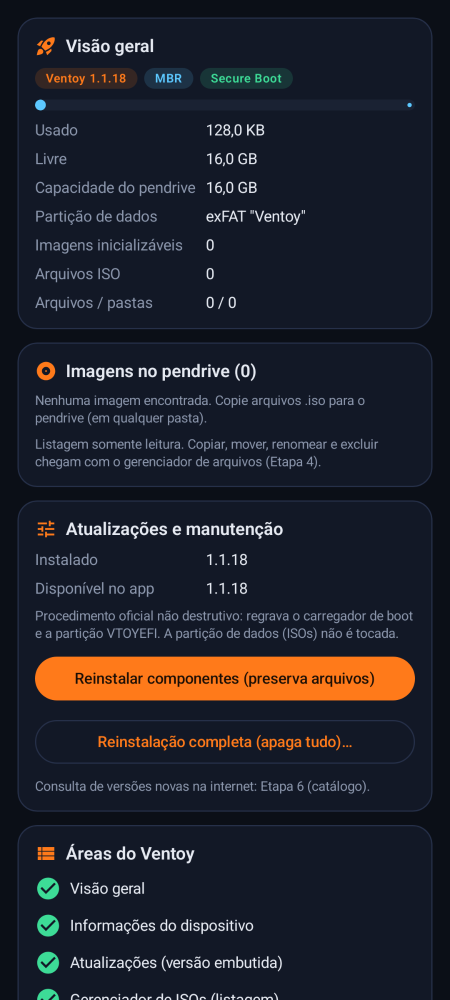 Visão geral
Ventoy 1.1.18 MBR Secure Boot
Usado 128,0 KB
Livre 16,0 GB
Capacidade do pendrive 16,0 GB
Partição de dados exFAT "Ventoy"
Imagens inicializáveis 0
Arquivos ISO 0
Arquivos / pastas 0 / 0
Imagens no pendrive (0)
Nenhuma imagem encontrada. Copie arquivos .iso para o
pendrive (em qualquer pasta).
Listagem somente leitura. Copiar, mover, renomear e excluir
chegam com o gerenciador de arquivos (Etapa 4).
Atualizações e manutenção
Instalado 1.1.18
Disponível no app 1.1.18
Procedimento oficial não destrutivo: regrava o carregador de boot
e a partição VTOYEFI. A partição de dados (ISOs) não é tocada.
Reinstalar componentes (preserva arquivos)
Reinstalação completa (apaga tudo)…
Consulta de versões novas na internet: Etapa 6 (catálogo).
Áreas do Ventoy
Visão geral
Informações do dispositivo
Atualizações (versão embutida)
Gerenciador de ISOs (listagem)